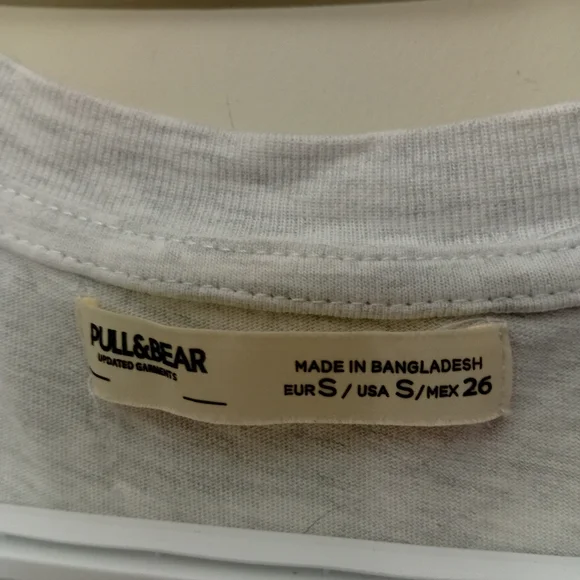 PULL&BEAR
UPDATED GARMENTS
MADE IN BANGLADESH
EUR S / USA S/MEX 26